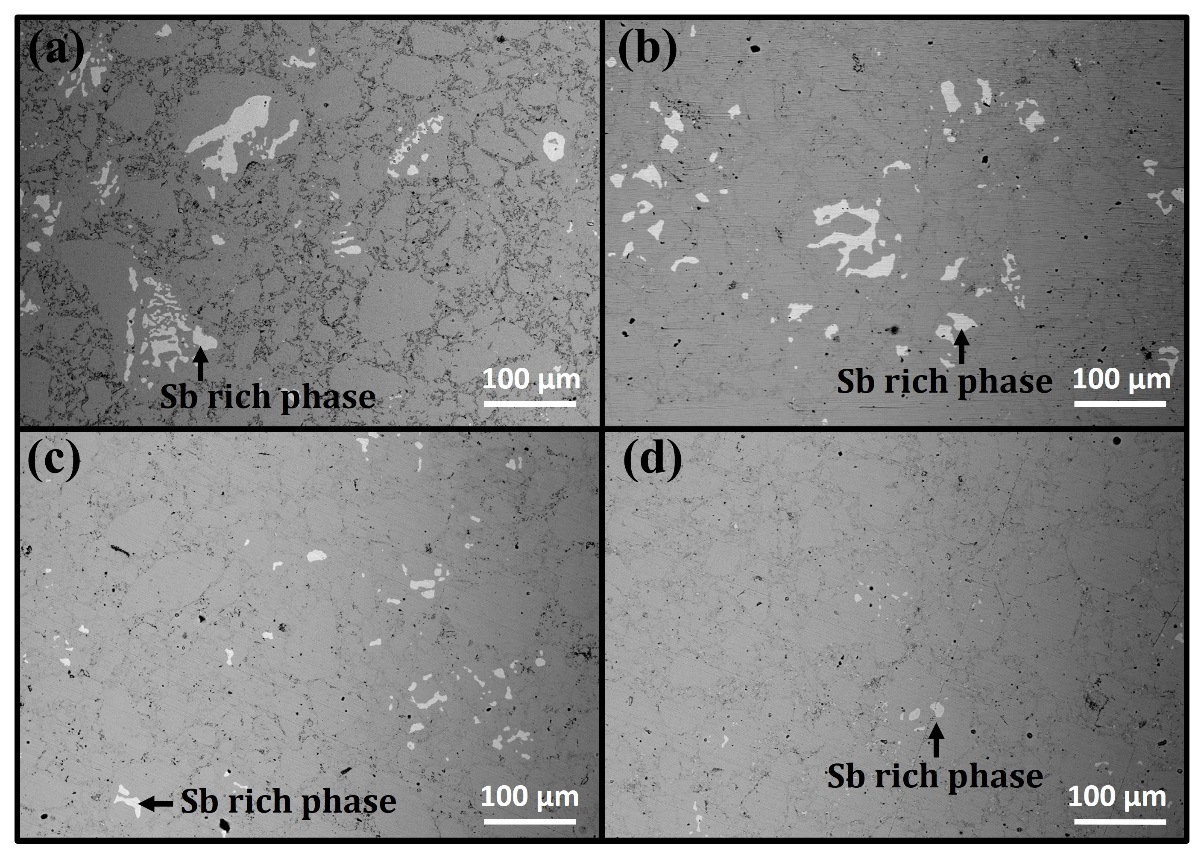 (a)
Sb rich phase
100 μm
(b)
Sb rich phase
100 μm
(c)
Sb rich phase
100 μm
(d)
Sb rich phase
100 μm